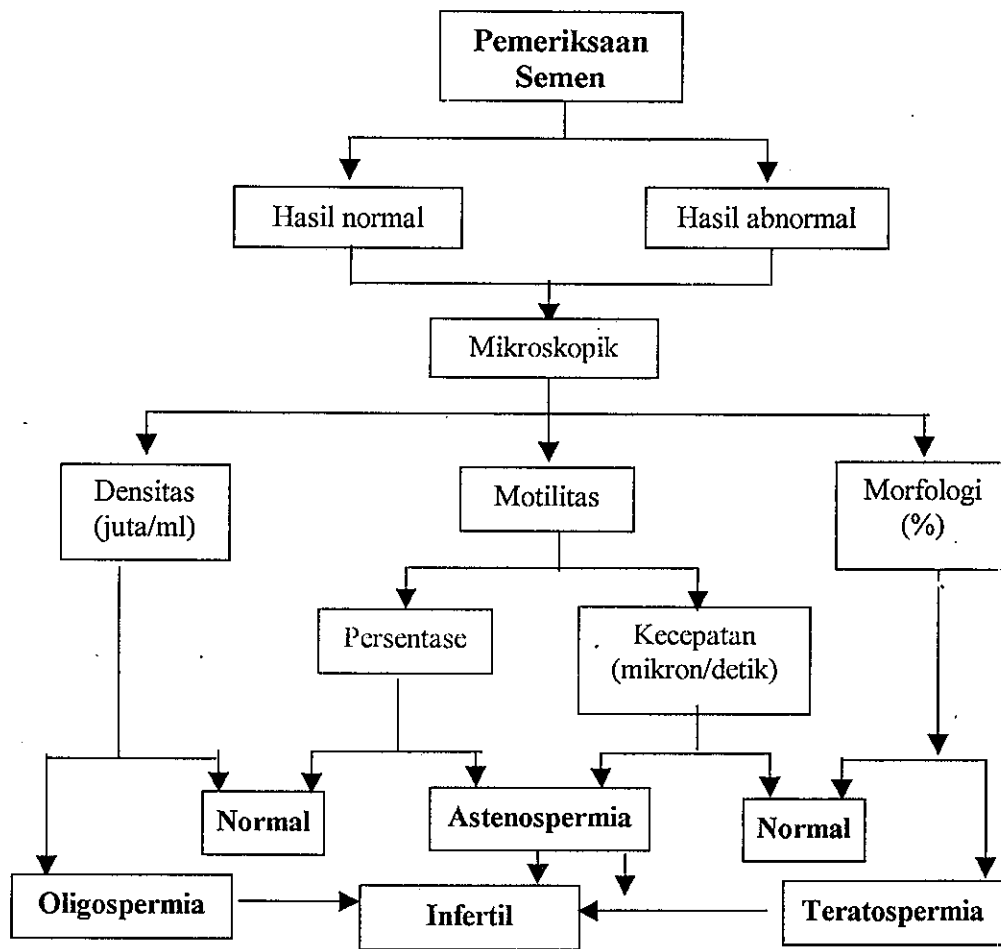 Pemeriksaan
Semen
Hasil normal
Hasil abnormal
Mikroskopik
Densitas
(juta/ml)
Motilitas
Morfologi
(%)
Persentase
Kecepatan
(mikron/detik)
Normal
Astenospermia
Normal
Oligospermia
Infertil
Teratospermia